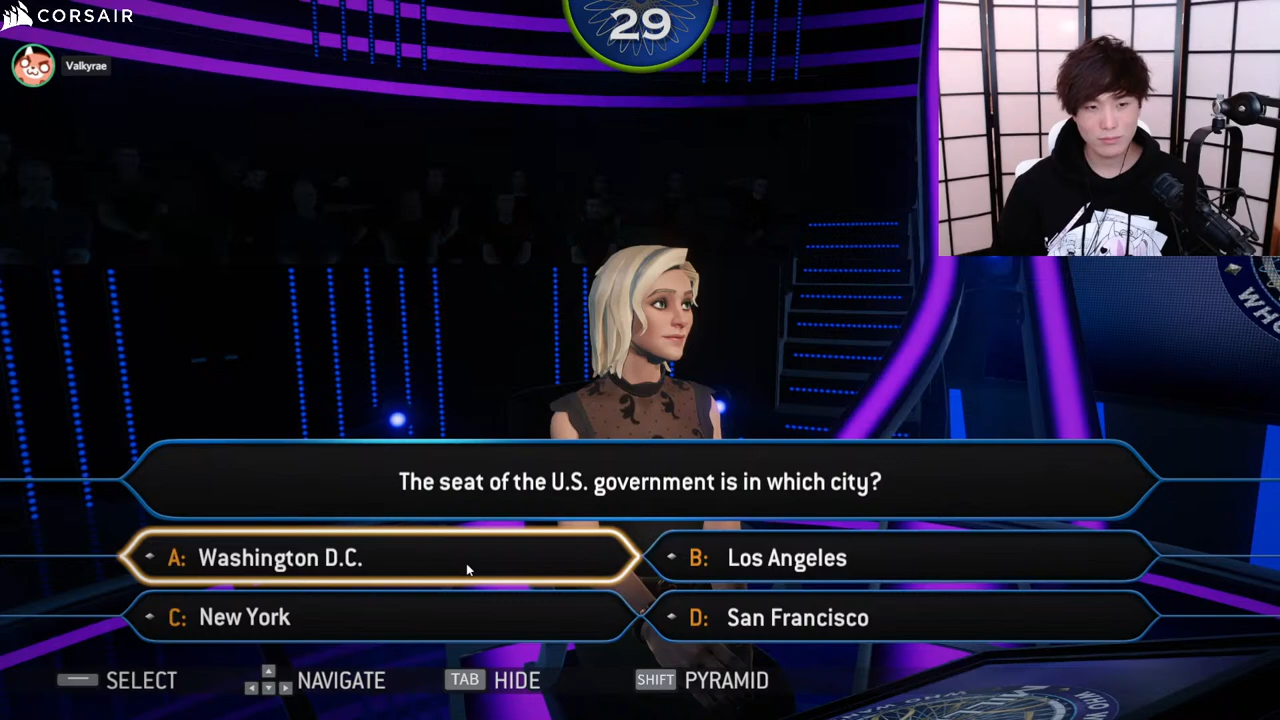 CORSAIR
29
Valkyrae
WHO
The seat of the U.S. government is in which city?
A: Washington D.C.
B: Los Angeles
C: New York
D: San Francisco
SELECT
NAVIGATE
TAB HIDE
SHIFT PYRAMID